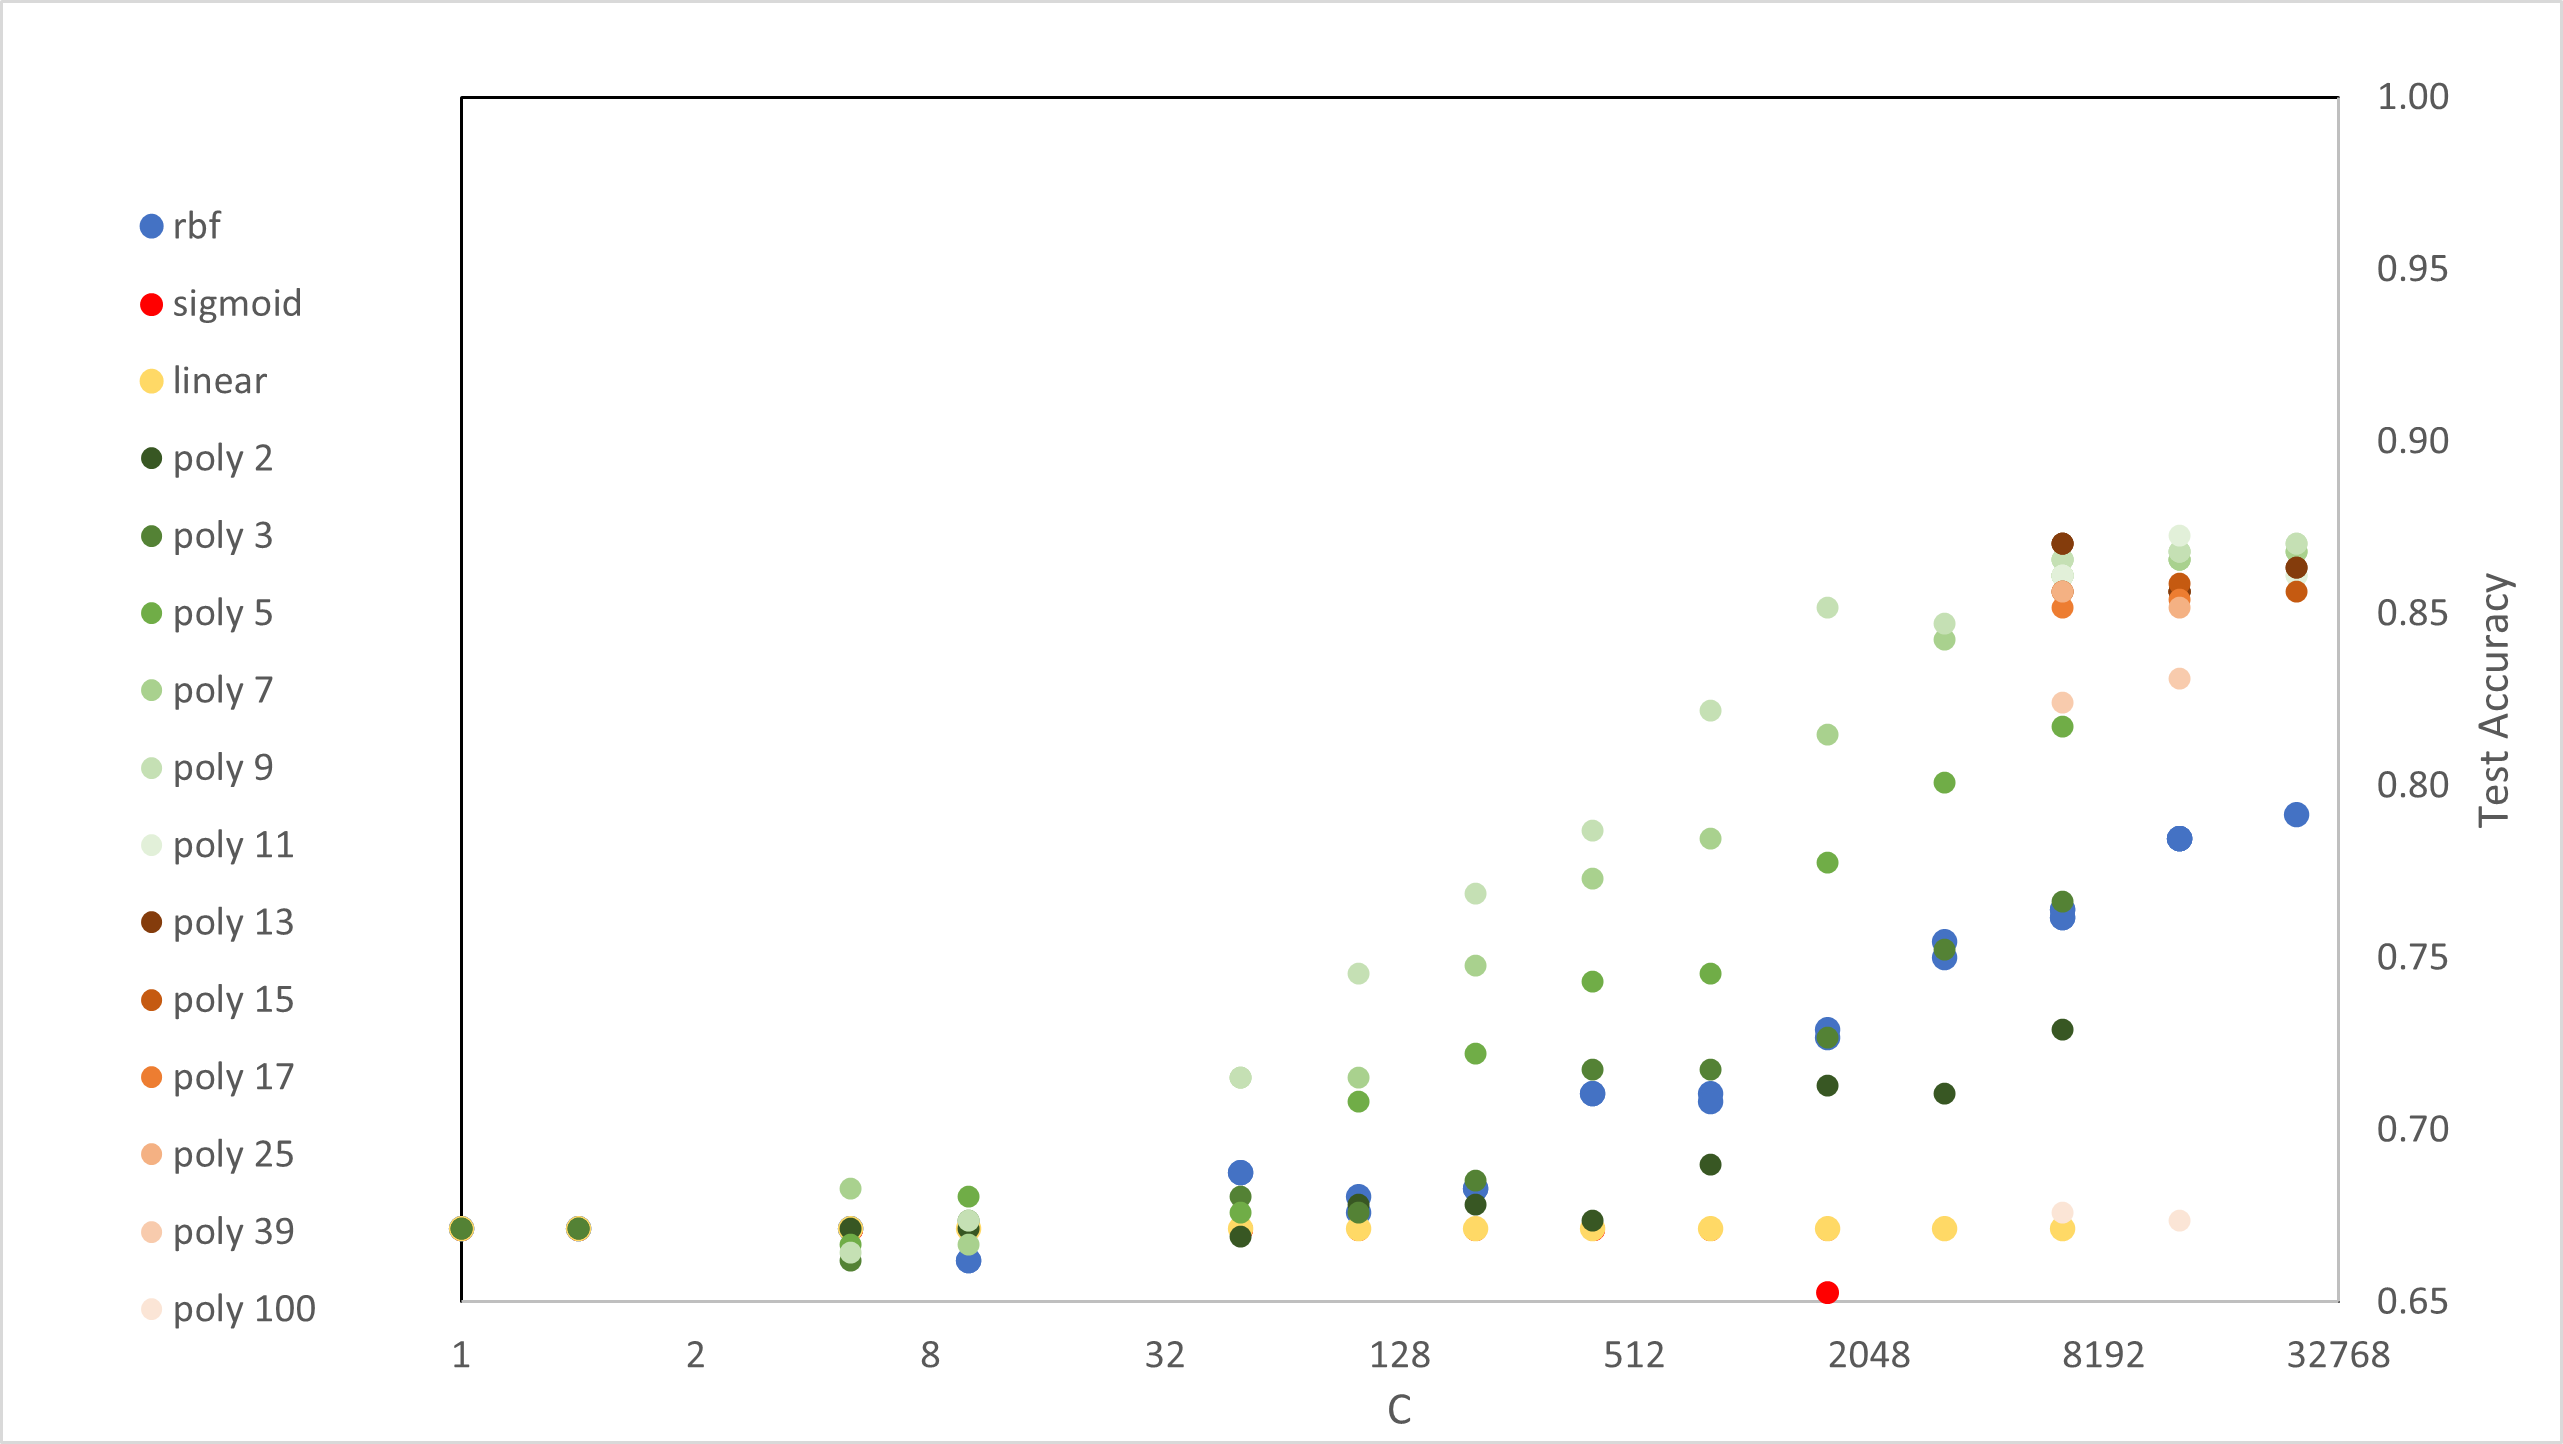 rbf
sigmoid
linear
poly 2
poly 3
poly 5
poly 7
poly 9
poly 11
poly 13
poly 15
poly 17
poly 25
poly 39
poly 100
1.00
0.95
0.90
0.85
0.80
0.75
0.70
0.65
Test Accuracy
1 2 8 32 128 512 2048 8192 32768
C